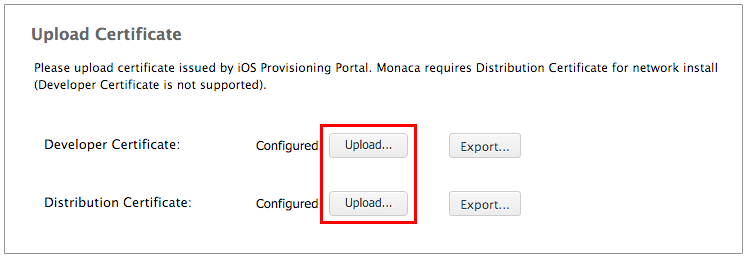 Upload Certificate
Please upload certificate issued by iOS Provisioning Portal. Monaca requires Distribution Certificate for network install
(Developer Certificate is not supported).
Developer Certificate: Configured Upload... Export...
Distribution Certificate: Configured Upload... Export...